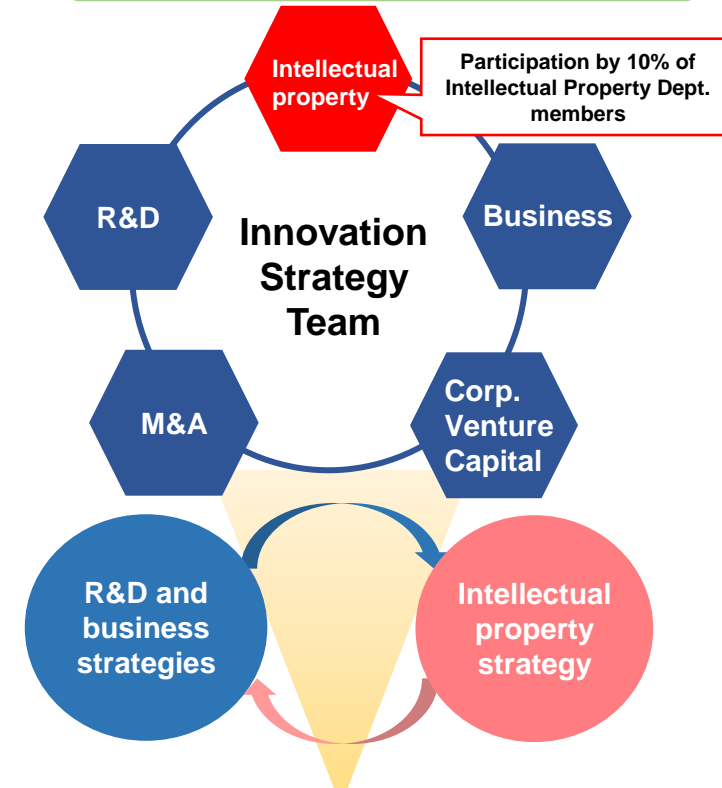 Intellectual
property
Participation by 10% of
Intellectual Property Dept.
members
R&D
Business
Innovation
Strategy
Team
M&A
Corp.
Venture
Capital
R&D and
business
strategies
Intellectual
property
strategy